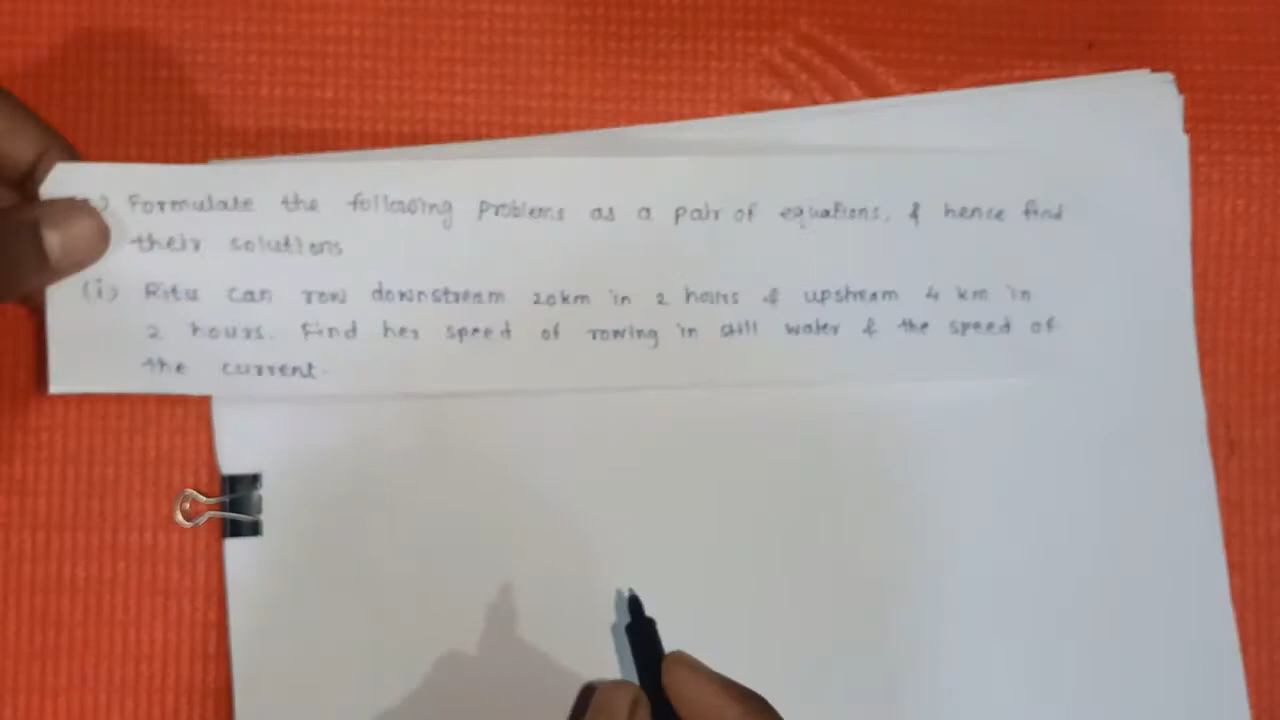 Formulate the following problems as a pair of equations, & hence find
their solutions
(i) Ritu can row downstream 20km in 2 hours & upstream 4 km in
2 hours. Find her speed of rowing in still water & the speed of
the current.